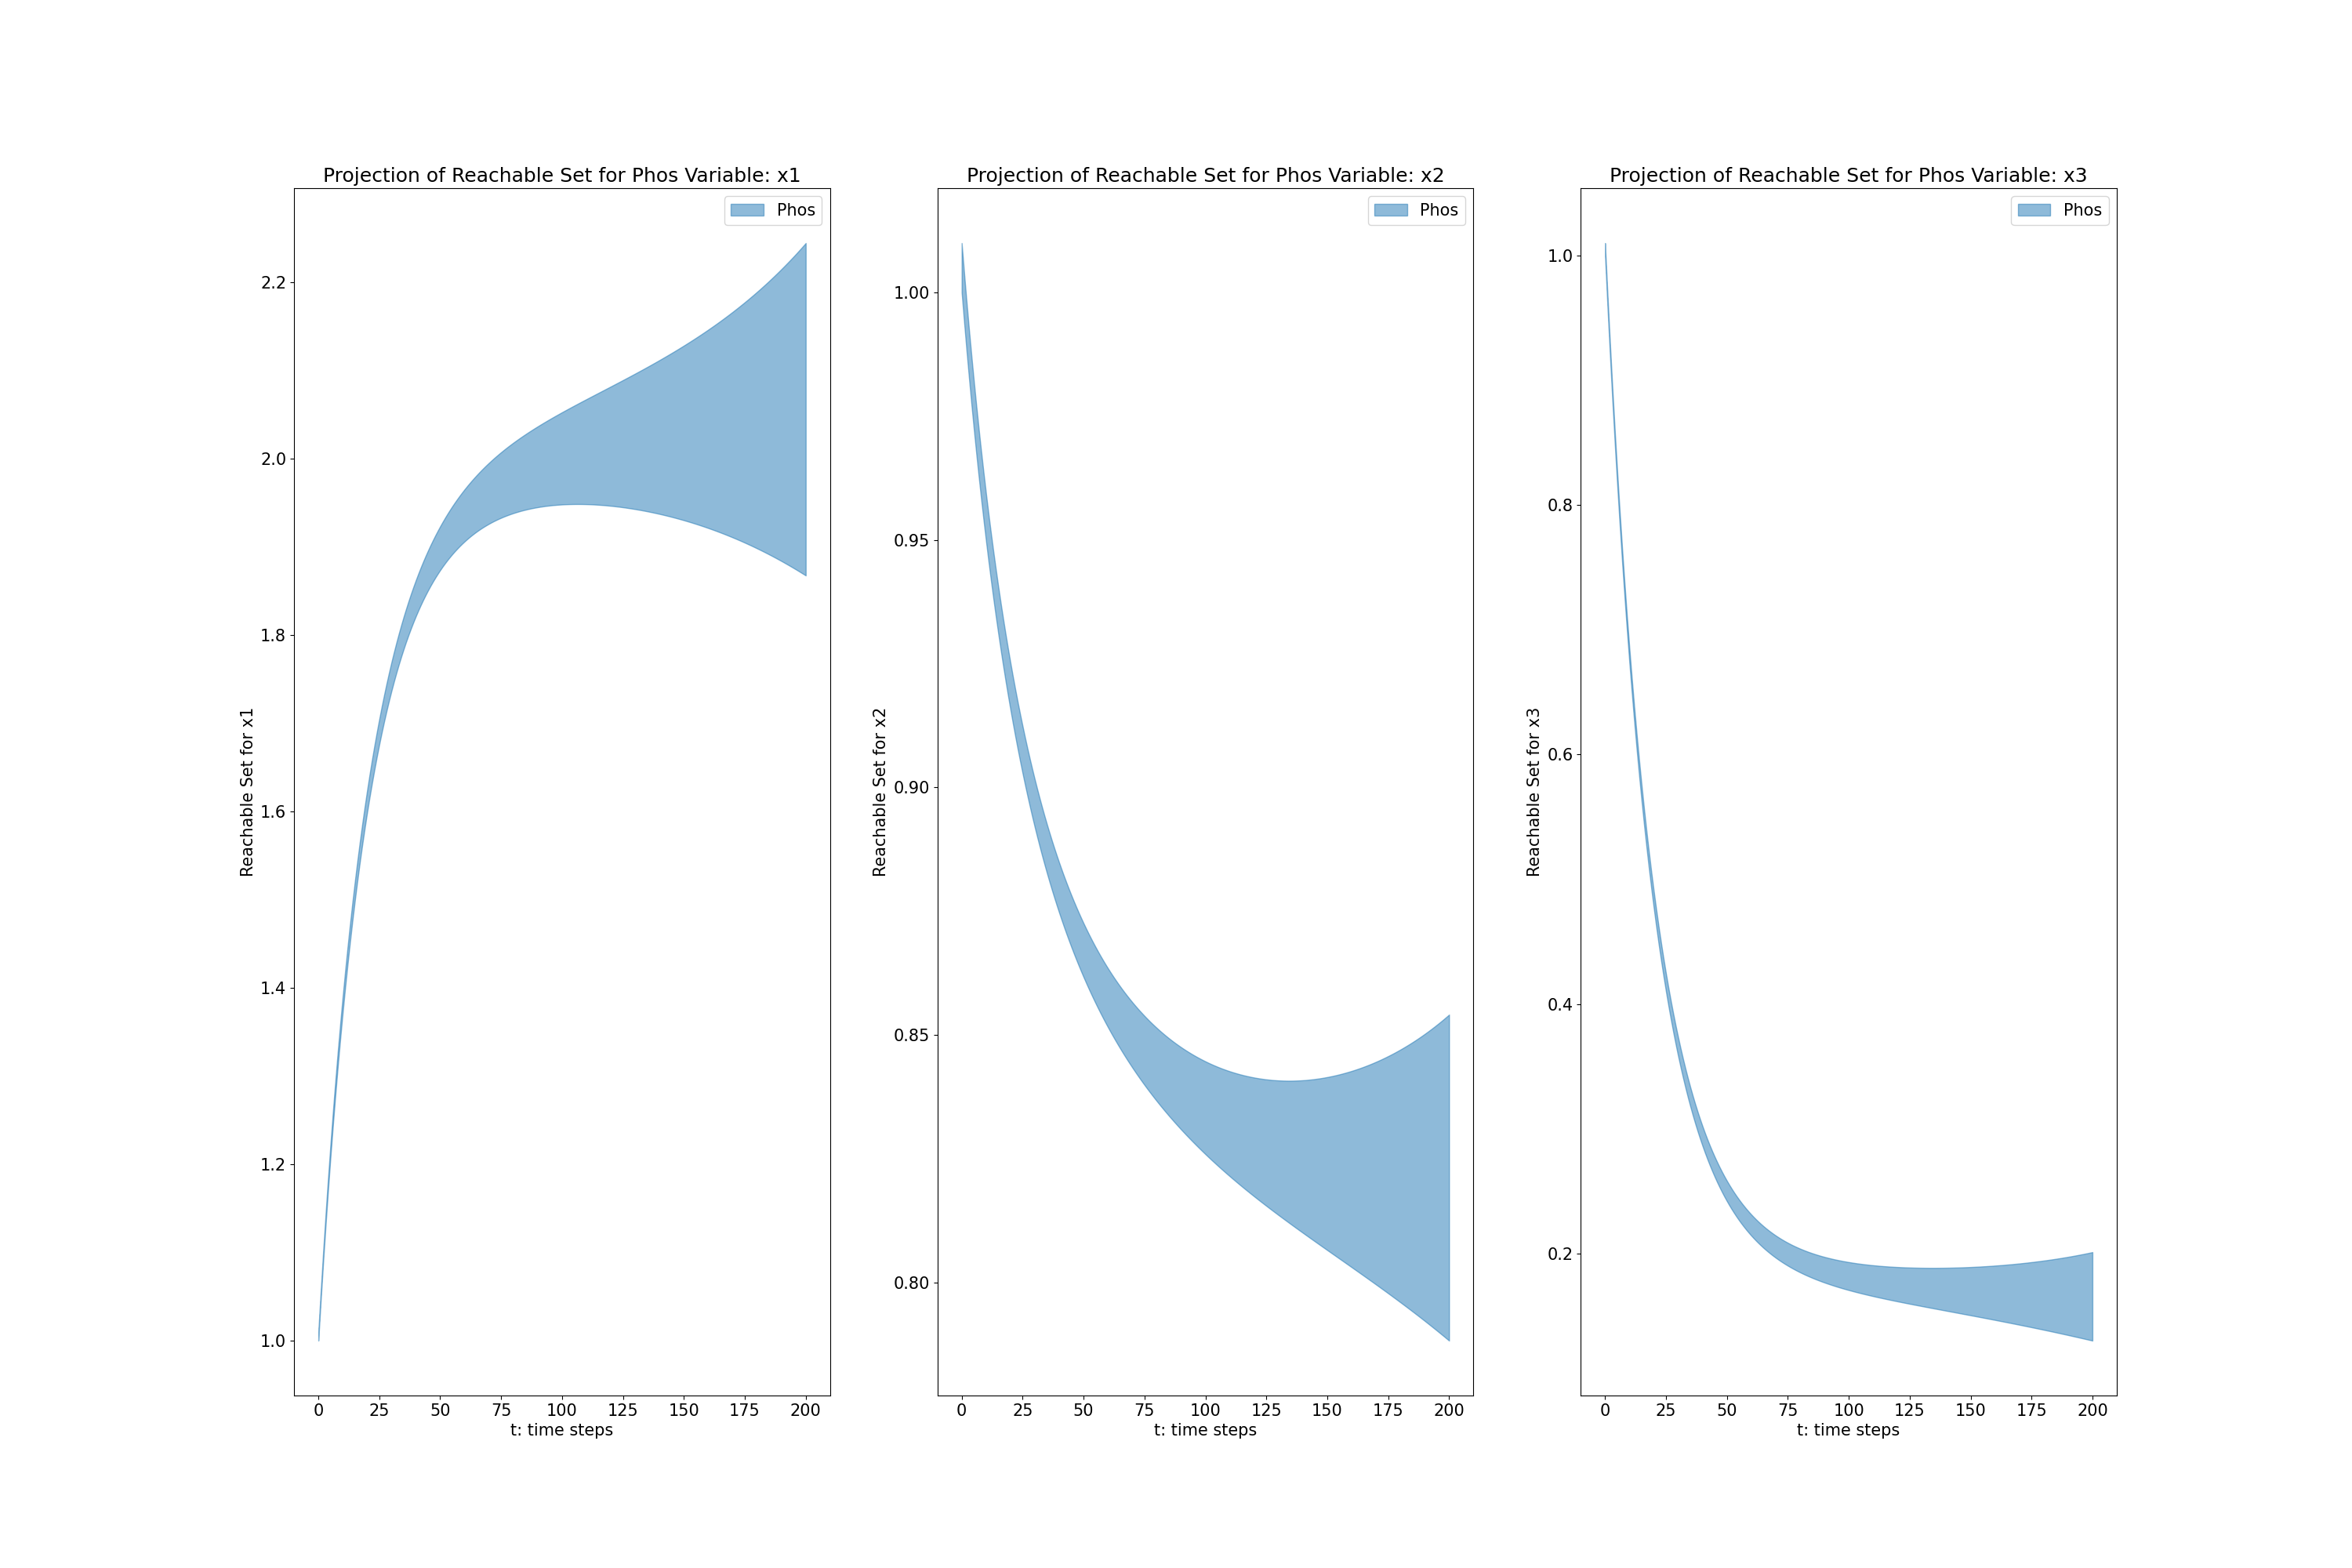 Projection of Reachable Set for Phos Variable: x1
Phos
2.2
2.0
1.8
1.6
1.4
1.2
1.0
Reachable Set for x1
0 25 50 75 100 125 150 175 200
t: time steps
Projection of Reachable Set for Phos Variable: x2
Phos
1.00
0.95
0.90
0.85
0.80
Reachable Set for x2
0 25 50 75 100 125 150 175 200
t: time steps
Projection of Reachable Set for Phos Variable: x3
Phos
1.0
0.8
0.6
0.4
0.2
Reachable Set for x3
0 25 50 75 100 125 150 175 200
t: time steps